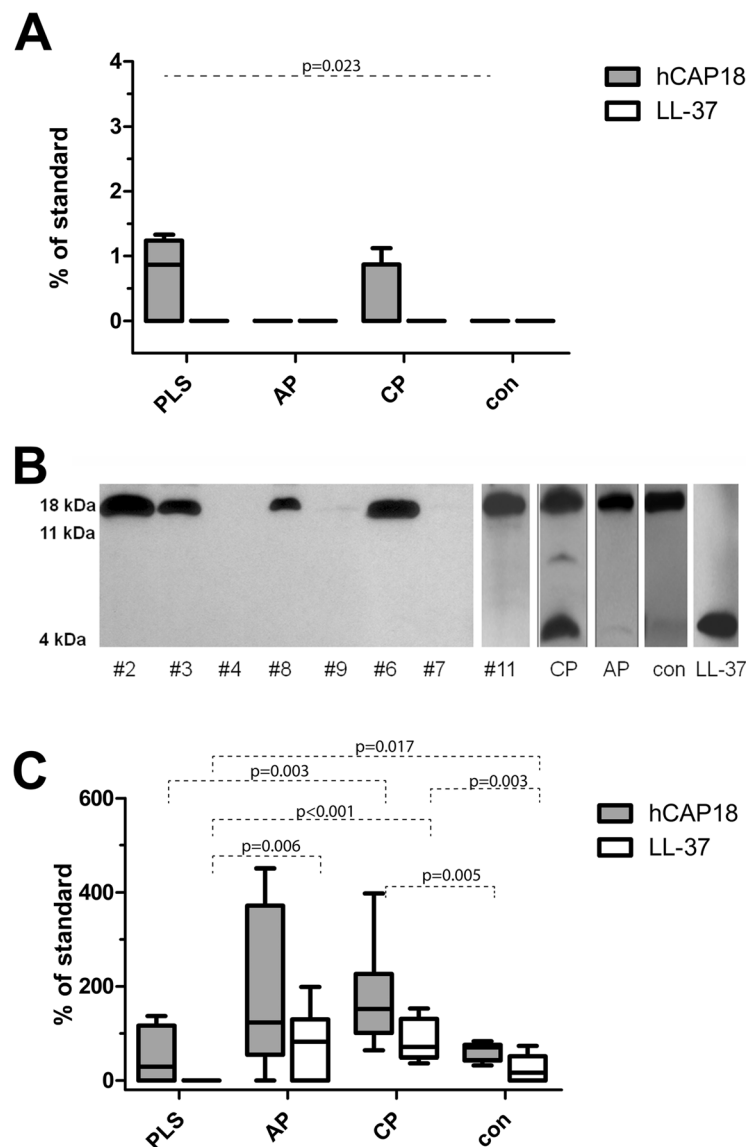 A
4
3
2
1
0
% of standard
p=0.023
hCAP18
LL-37
PLS
AP
CP
con
B
18 kDa
11 kDa
4 kDa
#2 #3 #4 #8 #9 #6 #7 #11 CP AP con LL-37
C
600
400
200
0
% of standard
p=0.017
p=0.003
p=0.003
p<0.001
p=0.006
p=0.005
hCAP18
LL-37
PLS
AP
CP
con